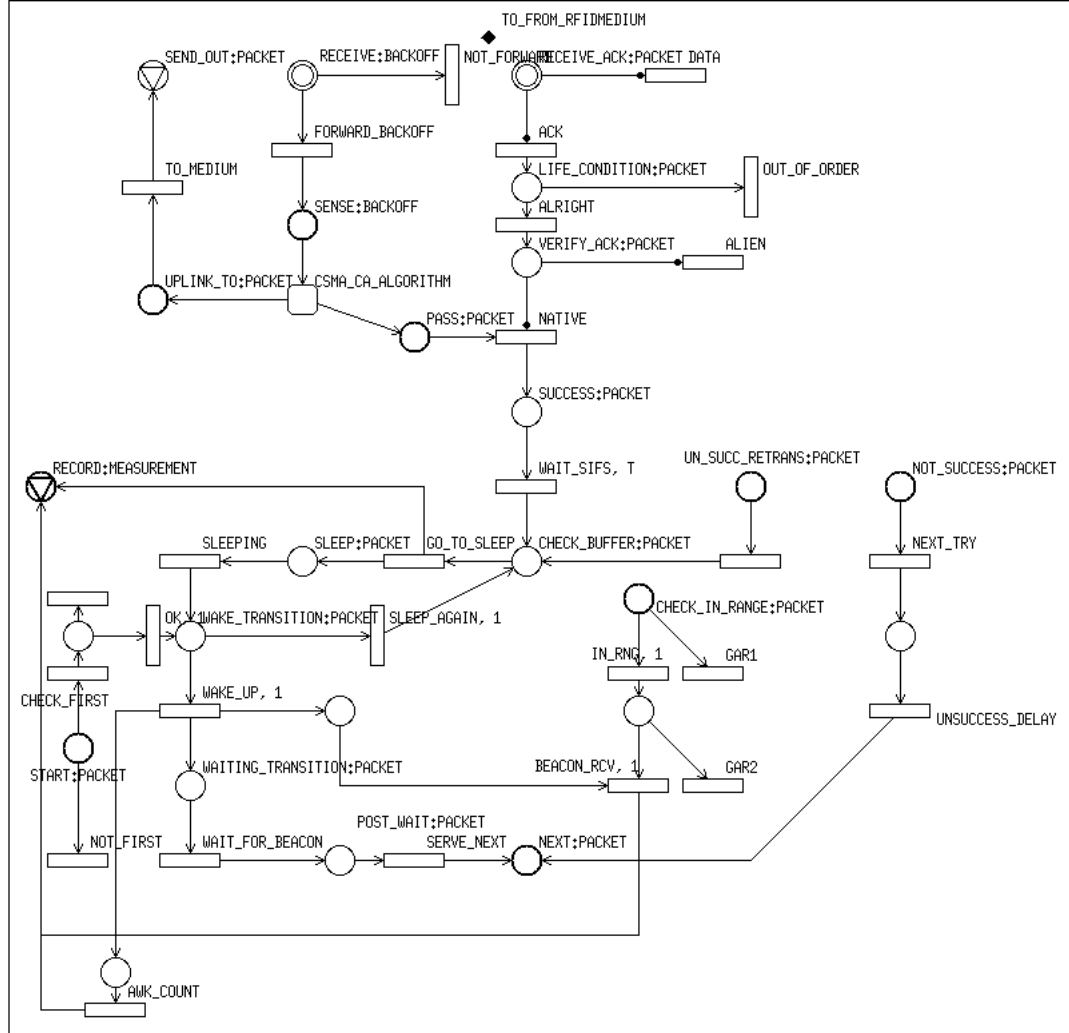 TO_FROM_RFIDMEDIUM
SEND_OUT:PACKET
RECEIVE:BACKOFF
NOT_FORWARD
RECEIVE_ACK:PACKET
DATA
FORWARD_BACKOFF
ACK
TO_MEDIUM
LIFE_CONDITION:PACKET
OUT_OF_ORDER
SENSE:BACKOFF
ALRIGHT
VERIFY_ACK:PACKET
ALIEN
UPLINK_TO:PACKET
CSMA_CA_ALGORITHM
PASS:PACKET
NATIVE
SUCCESS:PACKET
RECORD:MEASUREMENT
WAIT_SIFS, T
UN_SUCC_RETRANS:PACKET
NOT_SUCCESS:PACKET
SLEEPING
SLEEP:PACKET
GO_TO_SLEEP
CHECK_BUFFER:PACKET
NEXT_TRY
OK, 1
WAKE_TRANSITION:PACKET
SLEEP_AGAIN, 1
CHECK_IN_RANGE:PACKET
IN_RNG, 1
GAR1
CHECK_FIRST
WAKE_UP, 1
UNSUCCESS_DELAY
START:PACKET
WAITING_TRANSITION:PACKET
BEACON_RCV, 1
GAR2
POST_WAIT:PACKET
NOT_FIRST
WAIT_FOR_BEACON
SERVE_NEXT
NEXT:PACKET
AWK_COUNT